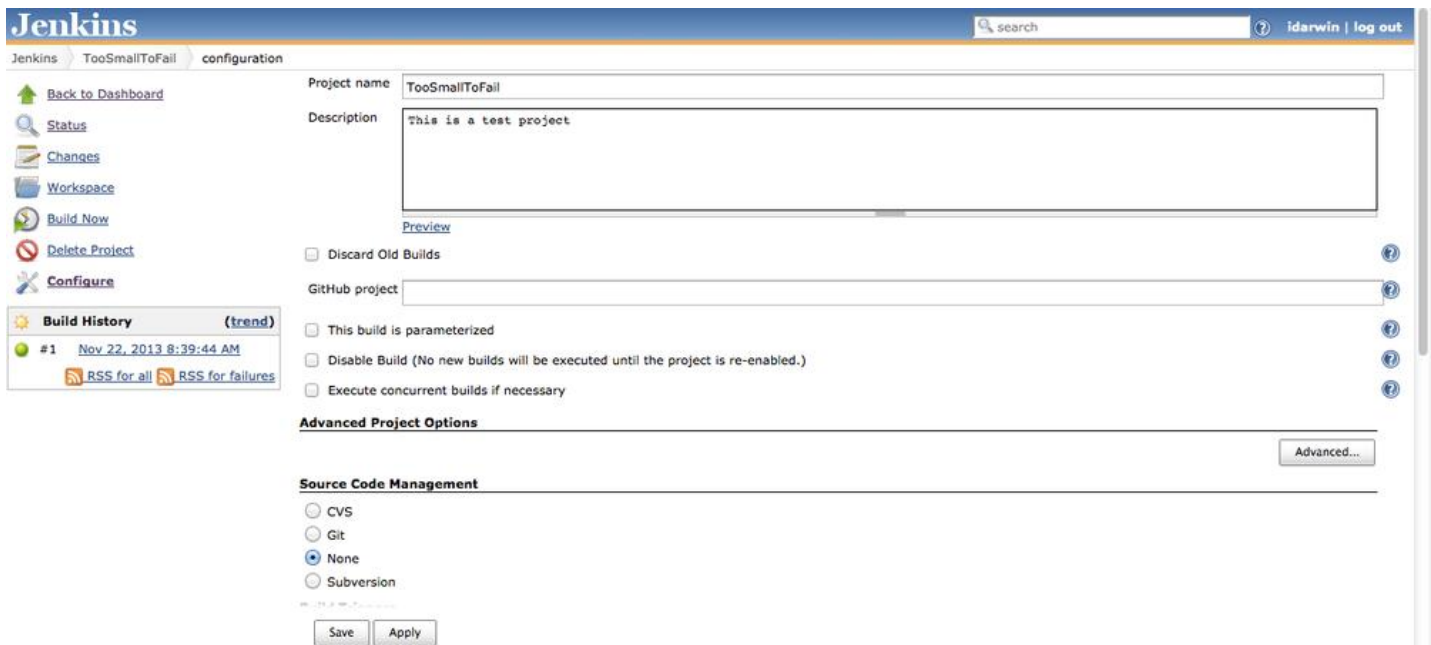 Jenkins
search
idarwin | log out
Jenkins TooSmallToFail configuration
Back to Dashboard
Status
Changes
Workspace
Build Now
Delete Project
Configure
Build History (trend)
#1 Nov 22, 2013 8:39:44 AM
RSS for all RSS for failures
Project name TooSmallToFail
Description This is a test project
Preview
Discard Old Builds
GitHub project
This build is parameterized
Disable Build (No new builds will be executed until the project is re-enabled.)
Execute concurrent builds if necessary
Advanced Project Options
Advanced...
Source Code Management
CVS
Git
None
Subversion
Save Apply